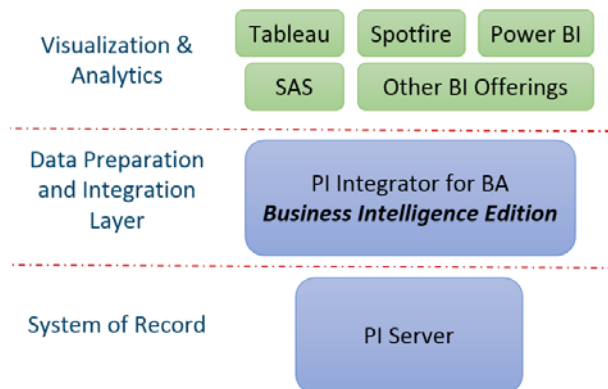 Visualization &
Analytics
Tableau
Spotfire
Power BI
SAS
Other BI Offerings
Data Preparation
and Integration
Layer
PI Integrator for BA
Business Intelligence Edition
System of Record
PI Server